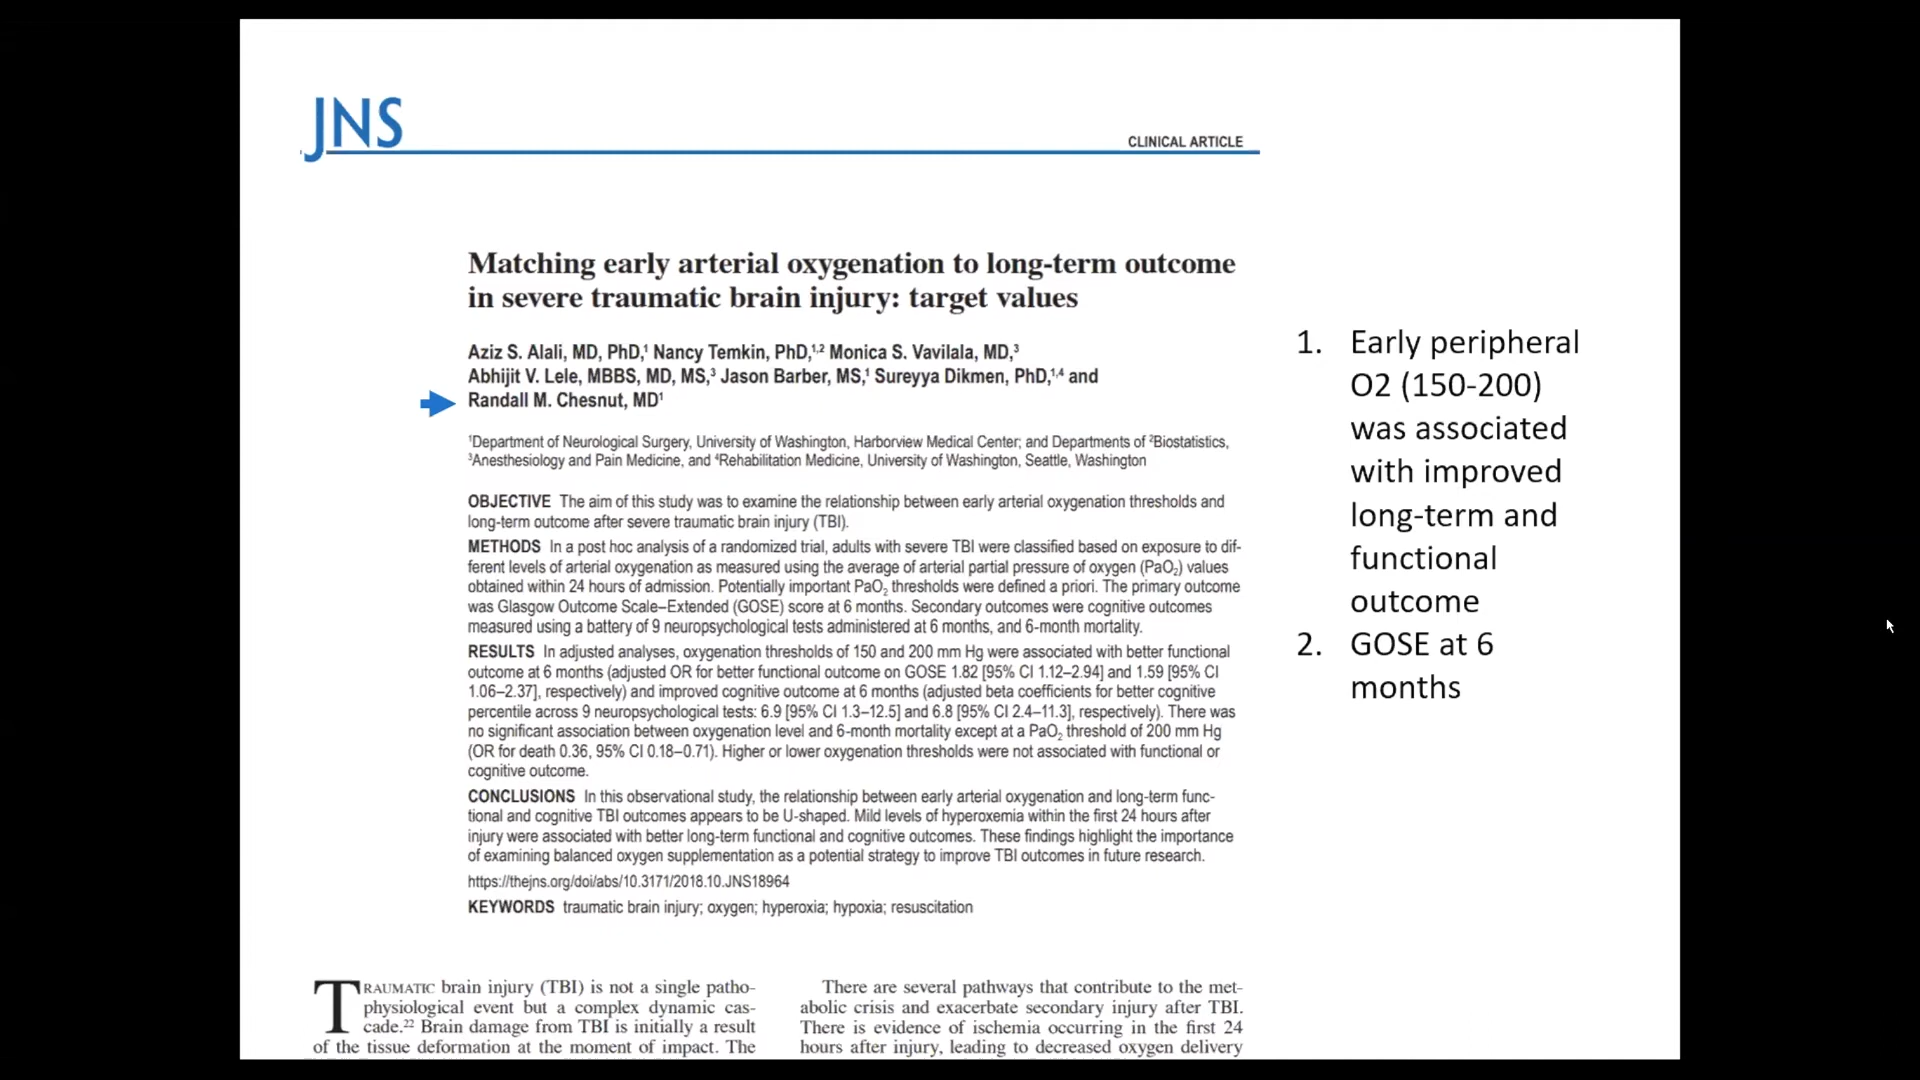 JNS
CLINICAL ARTICLE
Matching early arterial oxygenation to long-term outcome
in severe traumatic brain injury: target values
Aziz S. Alali, MD, PhD,¹ Nancy Temkin, PhD,¹,² Monica S. Vavilala, MD,³
Abhijit V. Lele, MBBS, MD, MS,³ Jason Barber, MS,¹ Sureyya Dikmen, PhD,¹,⁴ and
Randall M. Chesnut, MD¹
¹Department of Neurological Surgery, University of Washington, Harborview Medical Center; and Departments of ²Biostatistics,
³Anesthesiology and Pain Medicine, and ⁴Rehabilitation Medicine, University of Washington, Seattle, Washington
OBJECTIVE The aim of this study was to examine the relationship between early arterial oxygenation thresholds and
long-term outcome after severe traumatic brain injury (TBI).
METHODS In a post hoc analysis of a randomized trial, adults with severe TBI were classified based on exposure to dif-
ferent levels of arterial oxygenation as measured using the average of arterial partial pressure of oxygen (PaO₂) values
obtained within 24 hours of admission. Potentially important PaO₂ thresholds were defined a priori. The primary outcome
was Glasgow Outcome Scale–Extended (GOSE) score at 6 months. Secondary outcomes were cognitive outcomes
measured using a battery of 9 neuropsychological tests administered at 6 months, and 6-month mortality.
RESULTS In adjusted analyses, oxygenation thresholds of 150 and 200 mm Hg were associated with better functional
outcome at 6 months (adjusted OR for better functional outcome on GOSE 1.82 [95% CI 1.12–2.94] and 1.59 [95% CI
1.06–2.37], respectively) and improved cognitive outcome at 6 months (adjusted beta coefficients for better cognitive
percentile across 9 neuropsychological tests: 6.9 [95% CI 1.3–12.5] and 6.8 [95% CI 2.4–11.3], respectively). There was
no significant association between oxygenation level and 6-month mortality except at a PaO₂ threshold of 200 mm Hg
(OR for death 0.36, 95% CI 0.18–0.71). Higher or lower oxygenation thresholds were not associated with functional or
cognitive outcome.
CONCLUSIONS In this observational study, the relationship between early arterial oxygenation and long-term func-
tional and cognitive TBI outcomes appears to be U-shaped. Mild levels of hyperoxemia within the first 24 hours after
injury were associated with better long-term functional and cognitive outcomes. These findings highlight the importance
of examining balanced oxygen supplementation as a potential strategy to improve TBI outcomes in future research.
https://thejns.org/doi/abs/10.3171/2018.10.JNS18964
KEYWORDS traumatic brain injury; oxygen; hyperoxia; hypoxia; resuscitation
TRAUMATIC brain injury (TBI) is not a single patho-
physiological event but a complex dynamic cas-
cade.²² Brain damage from TBI is initially a result
of the tissue deformation at the moment of impact. The
There are several pathways that contribute to the met-
abolic crisis and exacerbate secondary injury after TBI.
There is evidence of ischemia occurring in the first 24
hours after injury, leading to decreased oxygen delivery
1. Early peripheral
O2 (150-200)
was associated
with improved
long-term and
functional
outcome
2. GOSE at 6
months